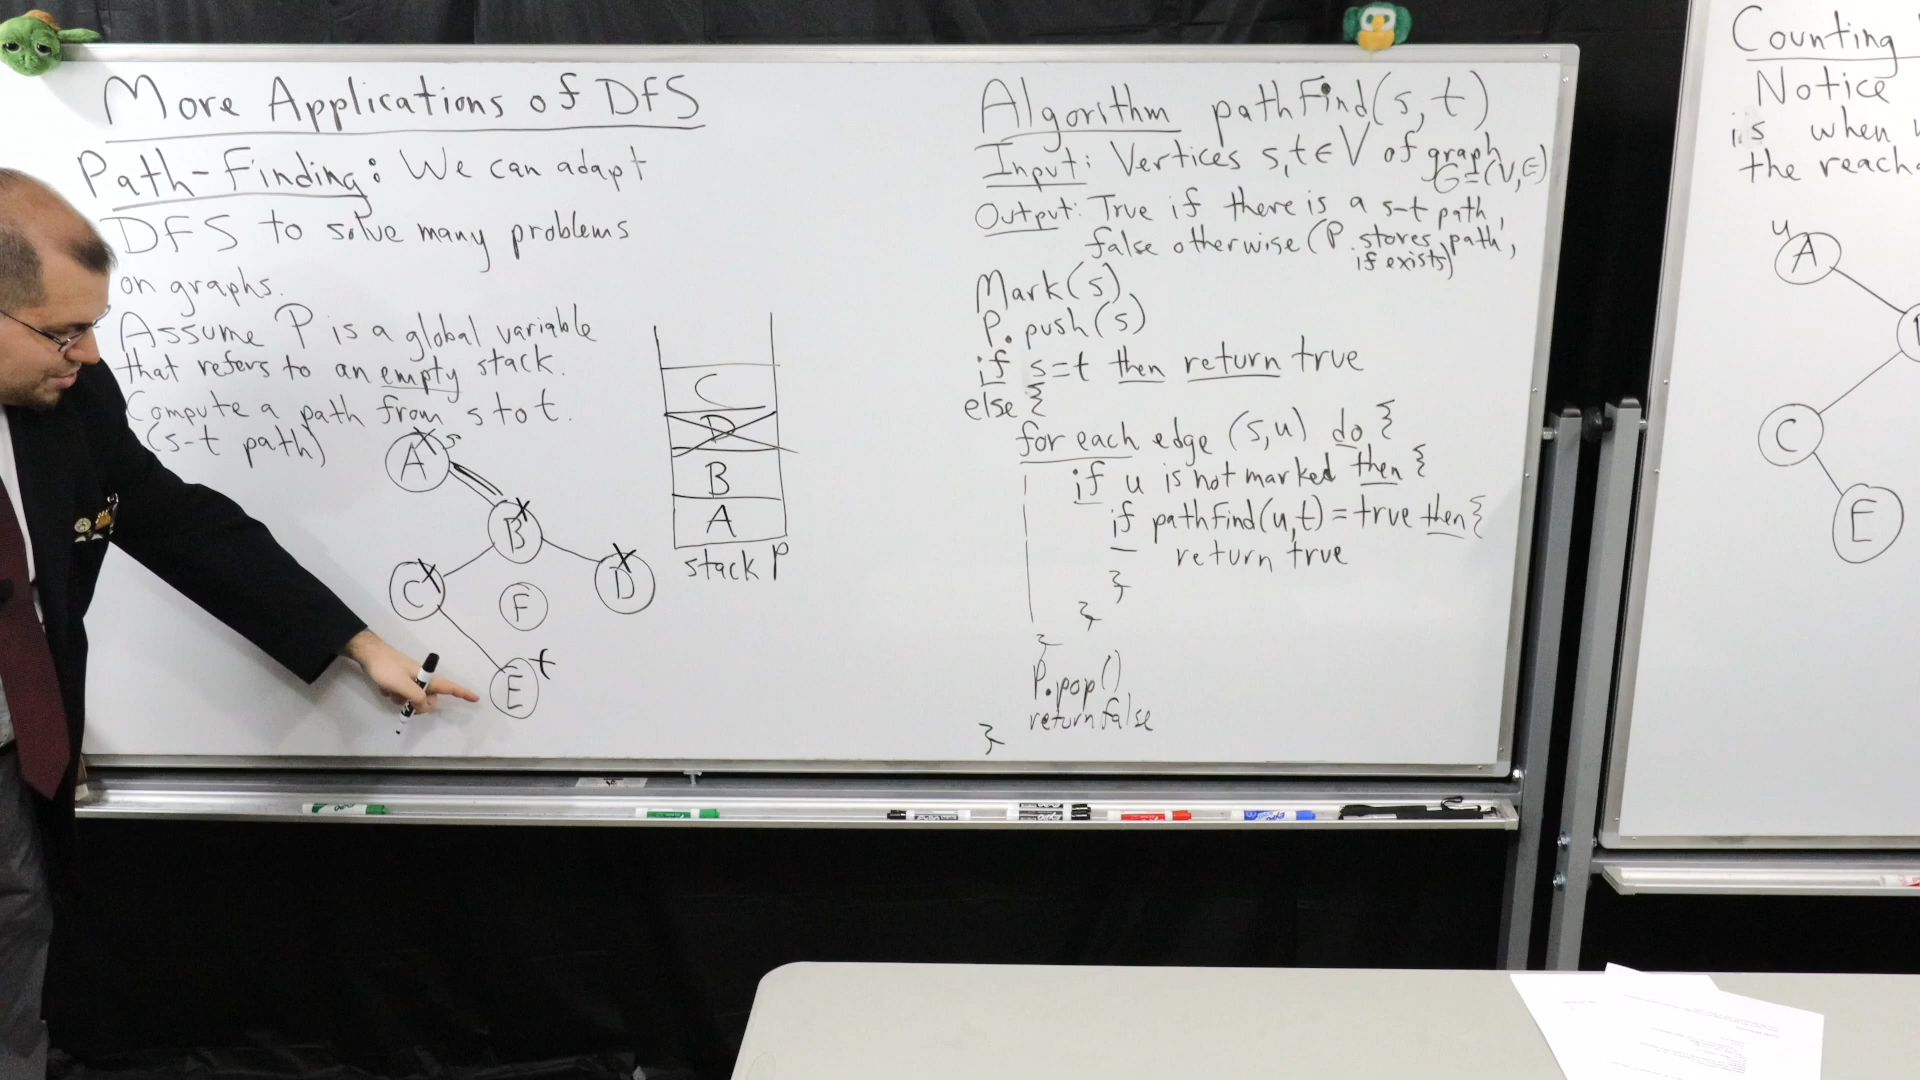 More Applications of DFS
Path-Finding: We can adapt
DFS to solve many problems
on graphs.
Assume P is a global variable
that refers to an empty stack.
Compute a path from s to t.
(s-t path)
A s
B
C
F
D
E t
C
D
B
A
stack P
Algorithm pathFind(s,t)
Input: Vertices s,t∈V of graph
G=(V,E)
Output: True if there is a s-t path,
false otherwise (P stores path,
if exists)
Mark(s)
P.push(s)
if s=t then return true
else {
for each edge (s,u) do {
if u is not marked then {
if pathfind(u,t)=true then {
return true
}
}
}
P.pop()
return false
}
Counting
Notice
is when
the reach
u
A
C
E